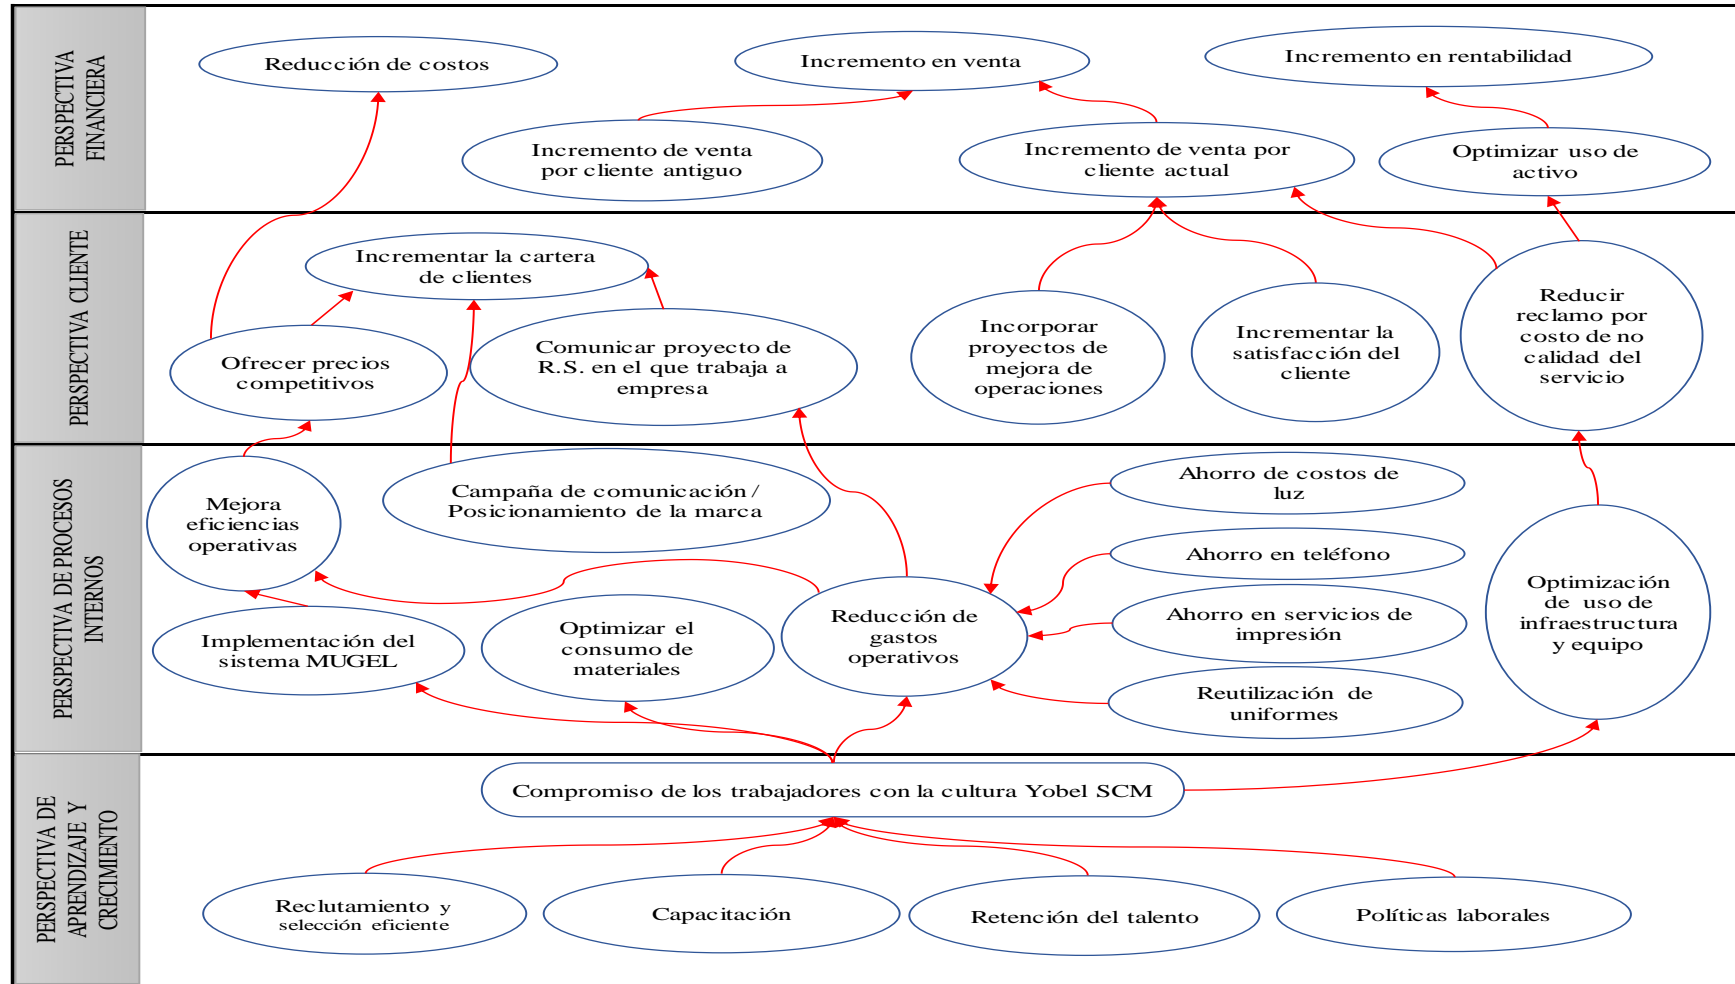 PERSPECTIVA
FINANCIERA
Reducción de costos
Incremento en venta
Incremento en rentabilidad
Incremento de venta
por cliente antiguo
Incremento de venta por
cliente actual
Optimizar uso de
activo
PERSPECTIVA CLIENTE
Incrementar la cartera
de clientes
Ofrecer precios
competitivos
Comunicar proyecto de
R.S. en el que trabaja a
empresa
Incorporar
proyectos de
mejora de
operaciones
Incrementar la
satisfacción del
cliente
Reducir
reclamo por
costo de no
calidad del
servicio
PERSPECTIVA DE PROCESOS
INTERNOS
Mejora
eficiencias
operativas
Campaña de comunicación /
Posicionamiento de la marca
Ahorro de costos de
luz
Ahorro en teléfono
Ahorro en servicios de
impresión
Reutilización de
uniformes
Implementación del
sistema MUGEL
Optimizar el
consumo de
materiales
Reducción de
gastos
operativos
Optimización
de uso de
infraestructura
y equipo
PERSPECTIVA DE
APRENDIZAJE Y
CRECIMIENTO
Compromiso de los trabajadores con la cultura Yobel SCM
Reclutamiento y
selección eficiente
Capacitación
Retención del talento
Políticas laborales